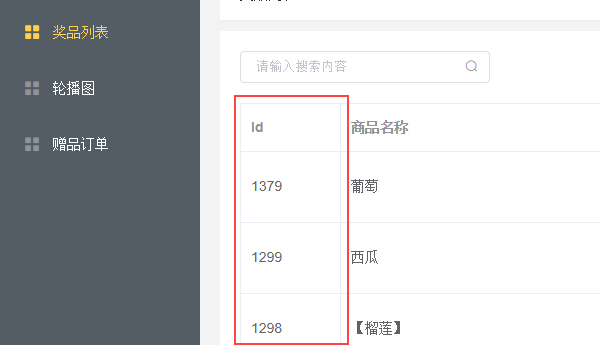 奖品列表
轮播图
赠品订单
请输入搜索内容
Id 商品名称
1379 葡萄
1299 西瓜
1298 【榴莲】